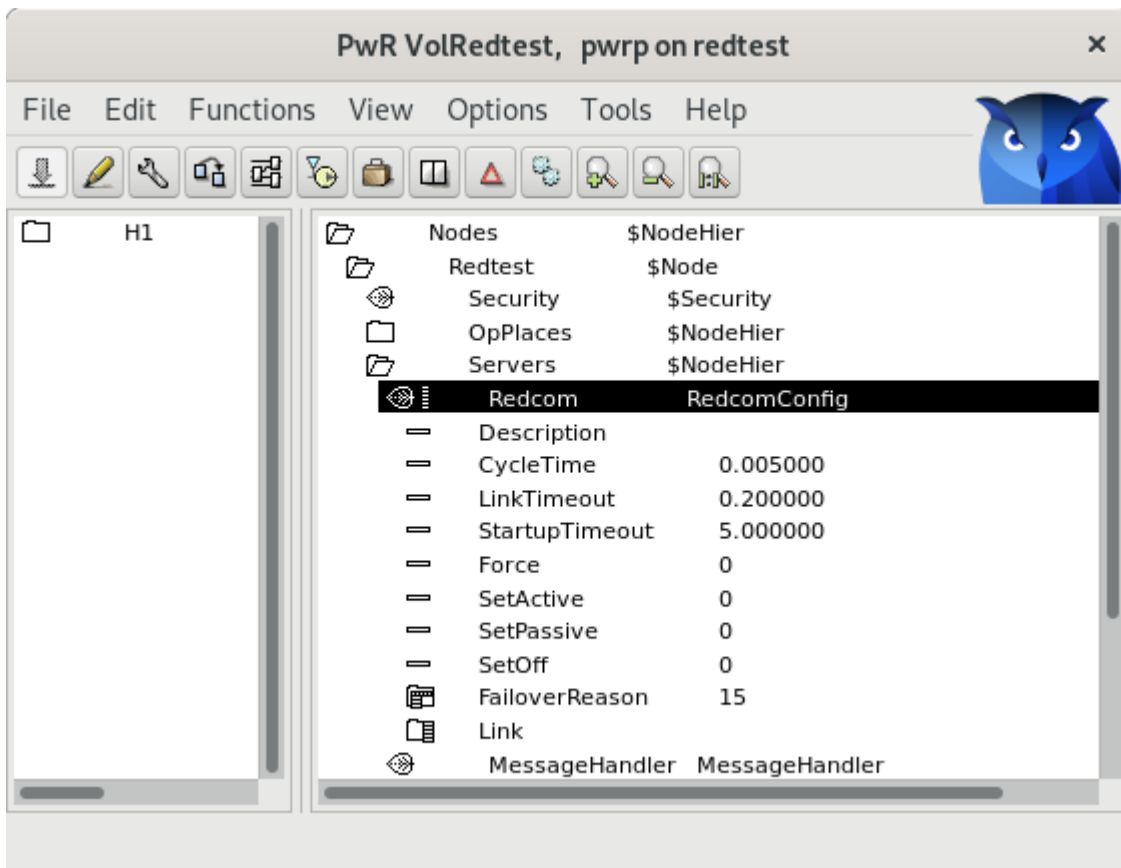 PwR VolRedtest, pwrp on redtest
File Edit Functions View Options Tools Help
H1
Nodes $NodeHier
Redtest $Node
Security $Security
OpPlaces $NodeHier
Servers $NodeHier
Redcom RedcomConfig
Description
CycleTime 0.005000
LinkTimeout 0.200000
StartupTimeout 5.000000
Force 0
SetActive 0
SetPassive 0
SetOff 0
FailoverReason 15
Link
MessageHandler MessageHandler